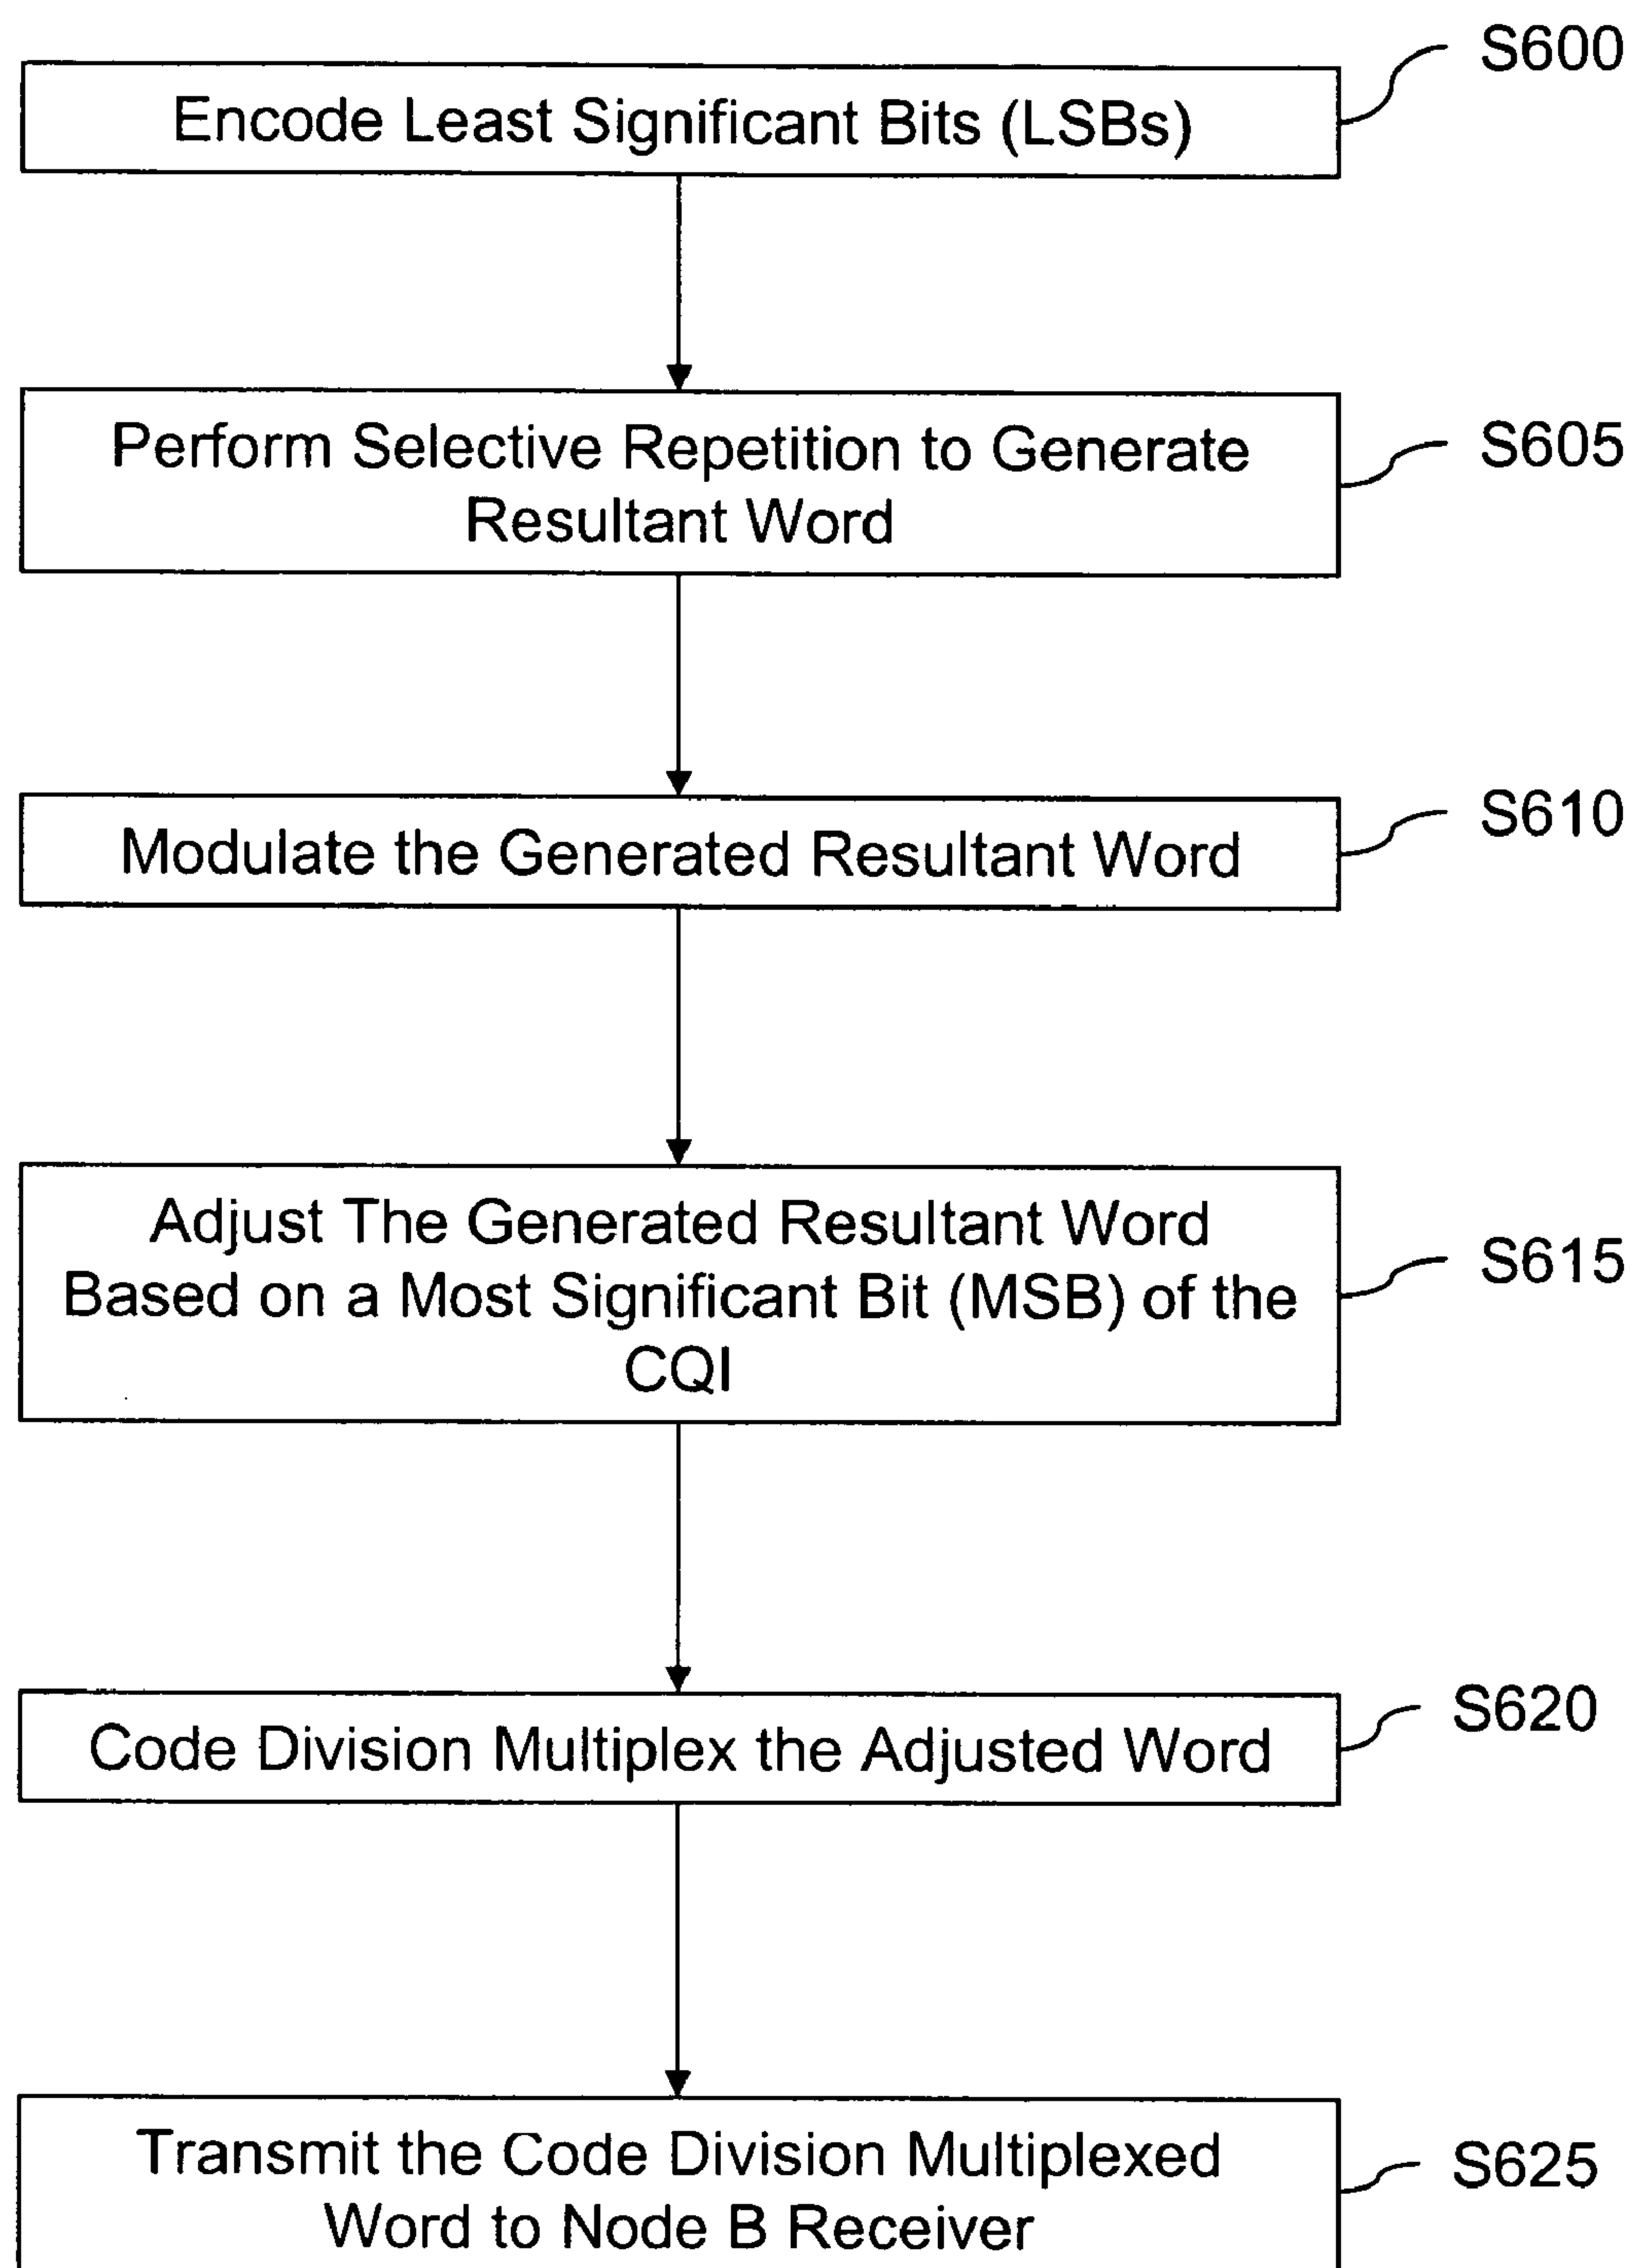 S600
Encode Least Significant Bits (LSBs)
Perform Selective Repetition to Generate
Resultant Word
S605
Modulate the Generated Resultant Word
S610
Adjust The Generated Resultant Word
Based on a Most Significant Bit (MSB) of the
CQI
S615
Code Division Multiplex the Adjusted Word
S620
Transmit the Code Division Multiplexed
Word to Node B Receiver
S625